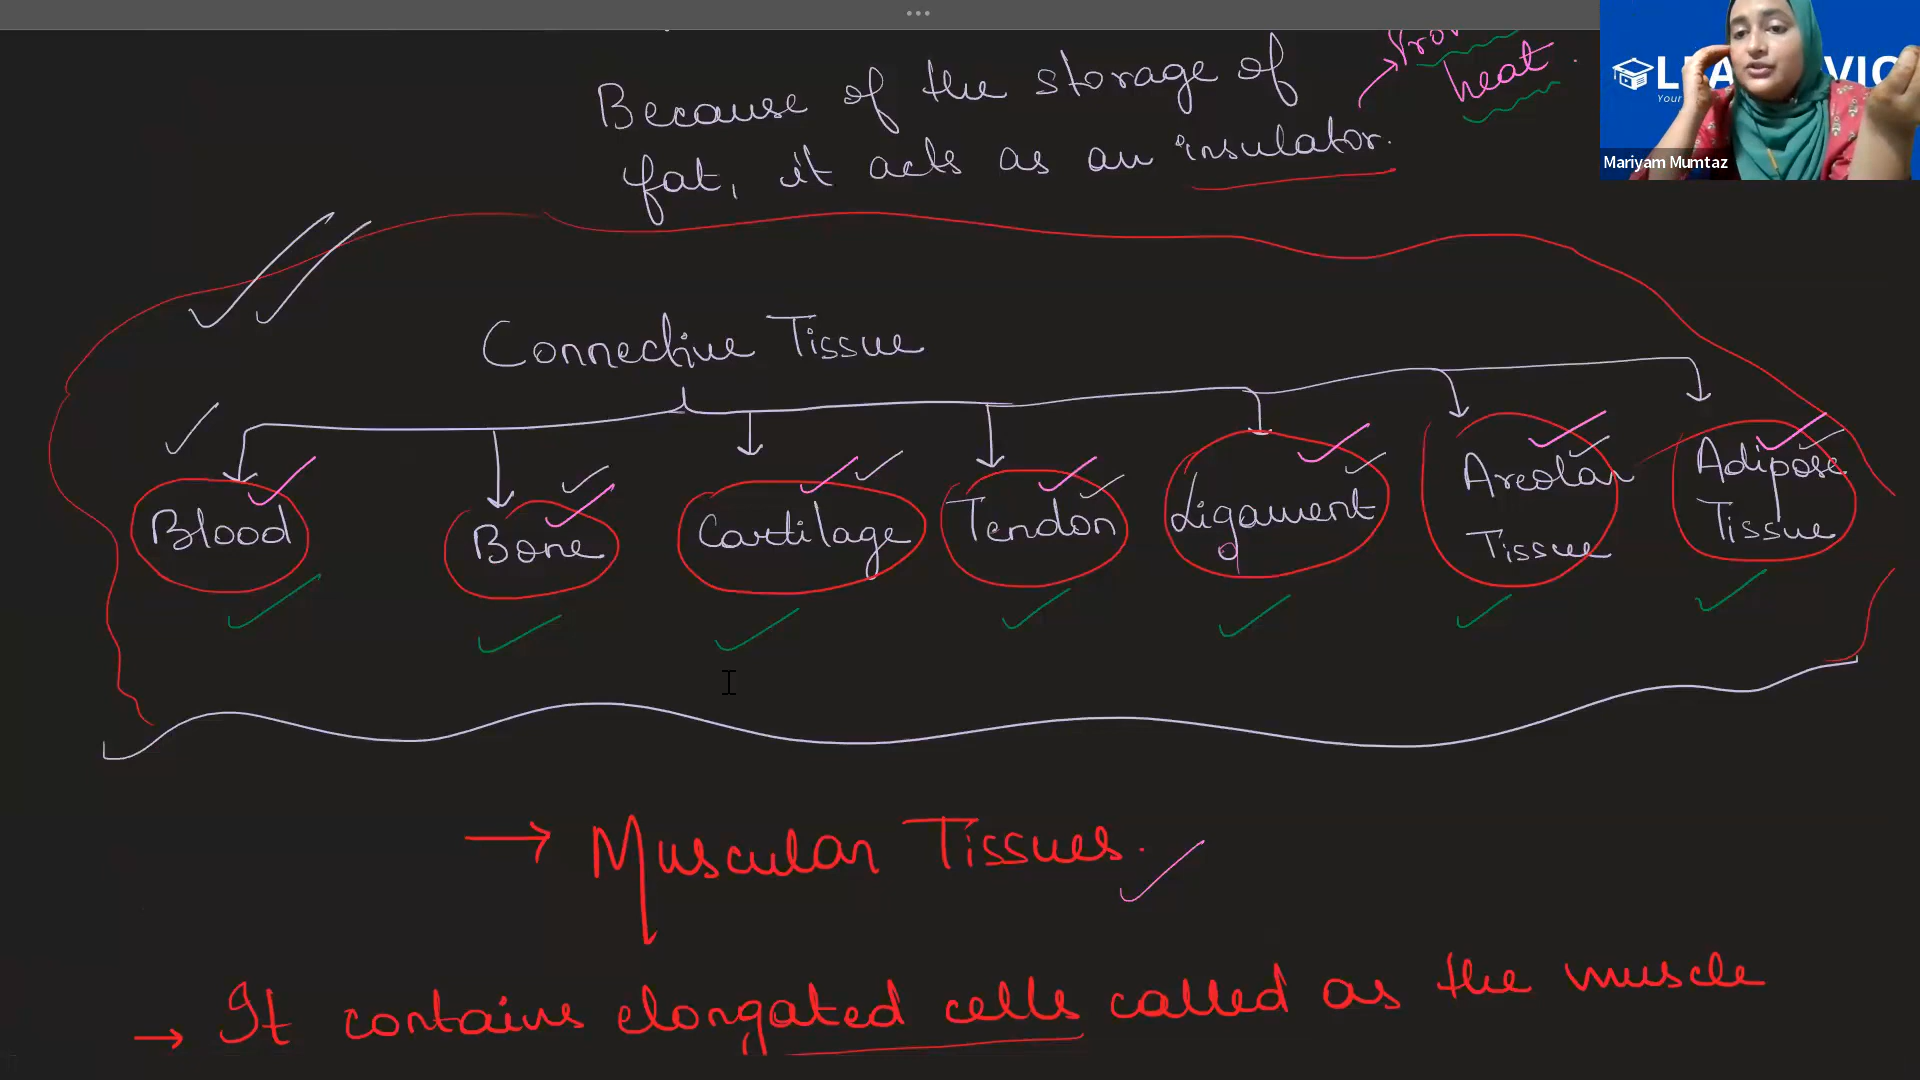 Because of the storage of
fat, it acts as an insulator.
heat.
Your
Mariyam Mumtaz
Connective Tissue
Blood
Bone
Cartilage
Tendon
Ligament
Areolar
Tissue
Adipose
Tissue
→ Muscular Tissues.
→ It contains elongated cells called as the muscle